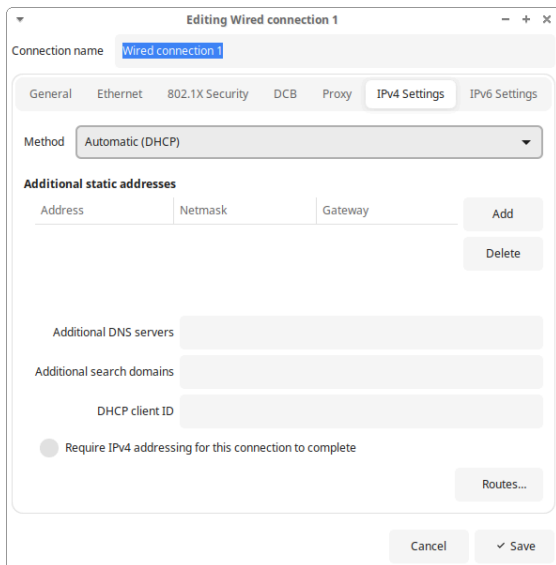 Editing Wired connection 1
Connection name Wired connection 1
General Ethernet 802.1X Security DCB Proxy IPv4 Settings IPv6 Settings
Method Automatic (DHCP)
Additional static addresses
Address Netmask Gateway Add
Delete
Additional DNS servers
Additional search domains
DHCP client ID
Require IPv4 addressing for this connection to complete
Routes...
Cancel Save